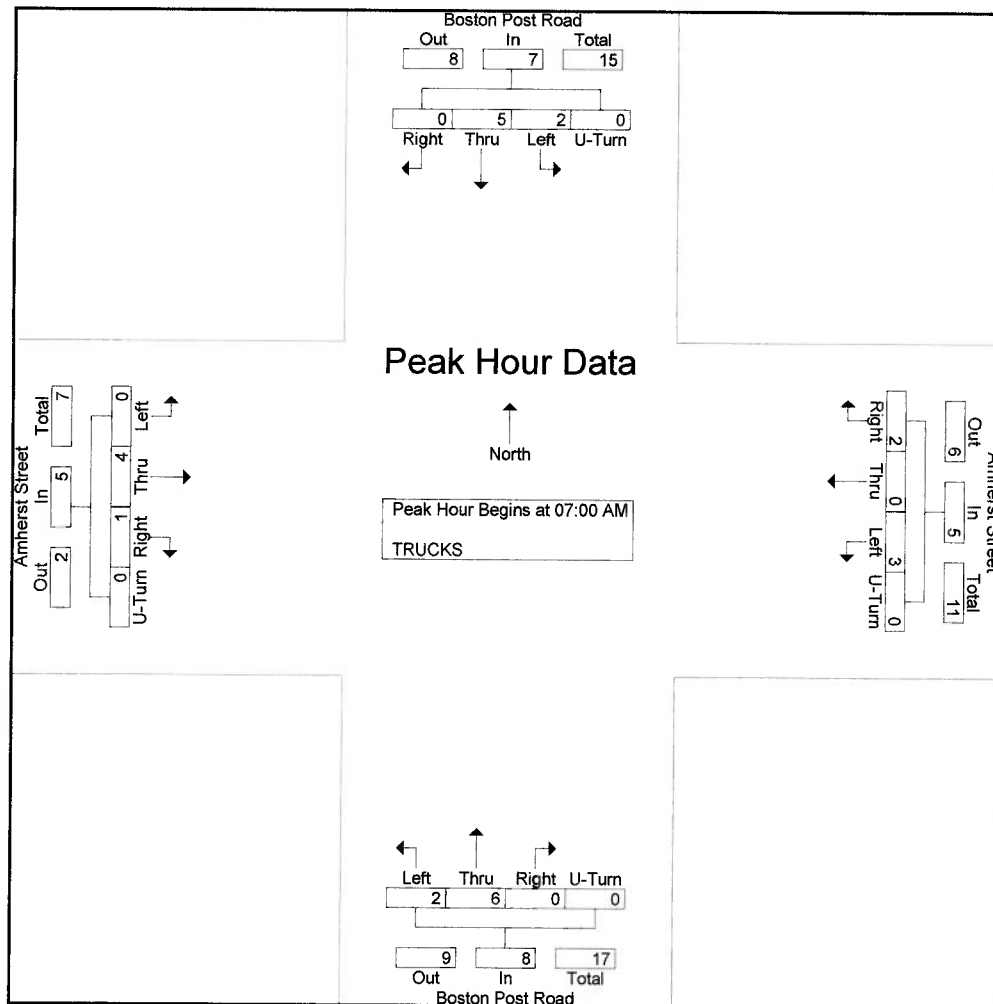 Boston Post Road
Out In Total
8 7 15
0 5 2 0
Right Thru Left U-Turn
Peak Hour Data
North
Peak Hour Begins at 07:00 AM
TRUCKS
Amherst Street
Total In Out
7 5 2
0 4 1 0
Left Thru Right U-Turn
Right Thru Left U-Turn
2 0 3 0
Out In Total
6 5 11
Amherst Street
Left Thru Right U-Turn
2 6 0 0
9 8 17
Out In Total
Boston Post Road